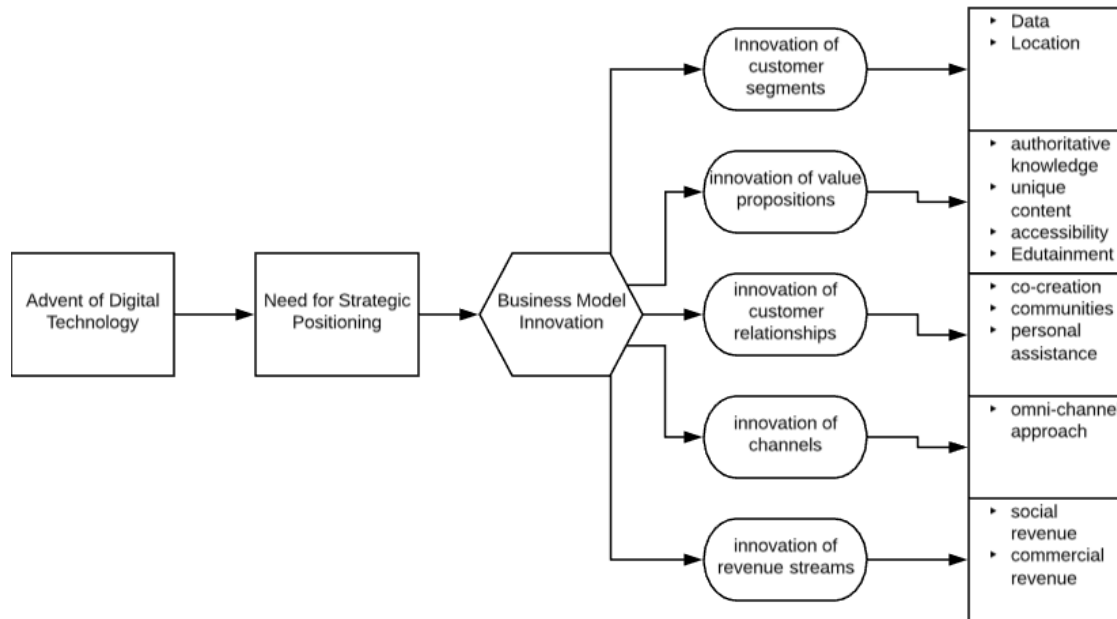 Advent of Digital
Technology
Need for Strategic
Positioning
Business Model
Innovation
Innovation of
customer
segments
innovation of value
propositions
innovation of
customer
relationships
innovation of
channels
innovation of
revenue streams
‣ Data
‣ Location
‣ authoritative
knowledge
‣ unique
content
‣ accessibility
‣ Edutainment
‣ co-creation
‣ communities
‣ personal
assistance
‣ omni-channe
approach
‣ social
revenue
‣ commercial
revenue